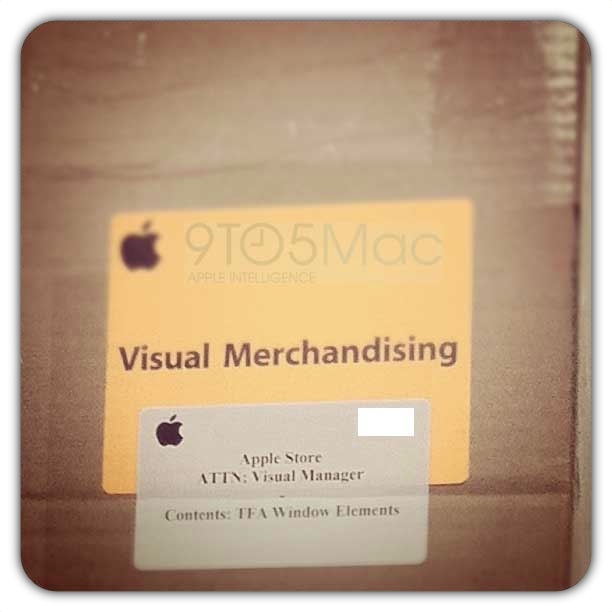 9TO5Mac
APPLE INTELLIGENCE
Visual Merchandising
Apple Store
ATTN: Visual Manager
-
Contents: TFA Window Elements